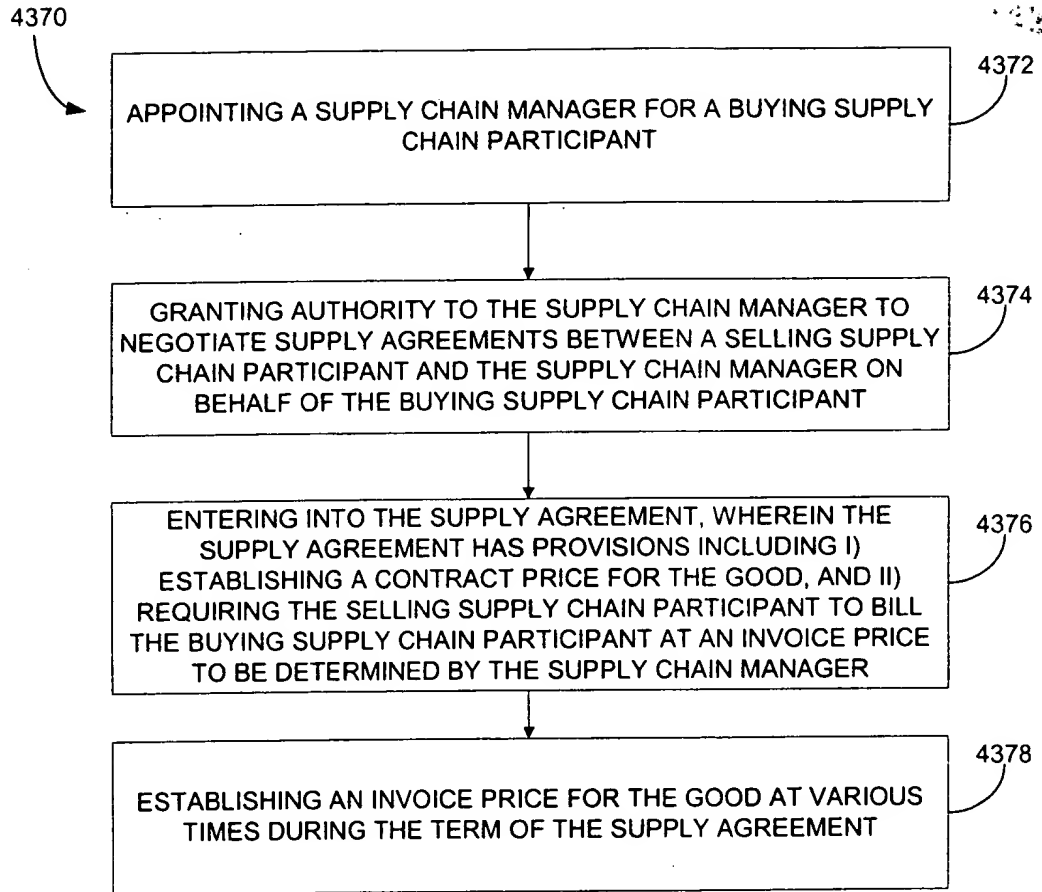 4370
4372
APPOINTING A SUPPLY CHAIN MANAGER FOR A BUYING SUPPLY
CHAIN PARTICIPANT
4374
GRANTING AUTHORITY TO THE SUPPLY CHAIN MANAGER TO
NEGOTIATE SUPPLY AGREEMENTS BETWEEN A SELLING SUPPLY
CHAIN PARTICIPANT AND THE SUPPLY CHAIN MANAGER ON
BEHALF OF THE BUYING SUPPLY CHAIN PARTICIPANT
4376
ENTERING INTO THE SUPPLY AGREEMENT, WHEREIN THE
SUPPLY AGREEMENT HAS PROVISIONS INCLUDING I)
ESTABLISHING A CONTRACT PRICE FOR THE GOOD, AND II)
REQUIRING THE SELLING SUPPLY CHAIN PARTICIPANT TO BILL
THE BUYING SUPPLY CHAIN PARTICIPANT AT AN INVOICE PRICE
TO BE DETERMINED BY THE SUPPLY CHAIN MANAGER
4378
ESTABLISHING AN INVOICE PRICE FOR THE GOOD AT VARIOUS
TIMES DURING THE TERM OF THE SUPPLY AGREEMENT